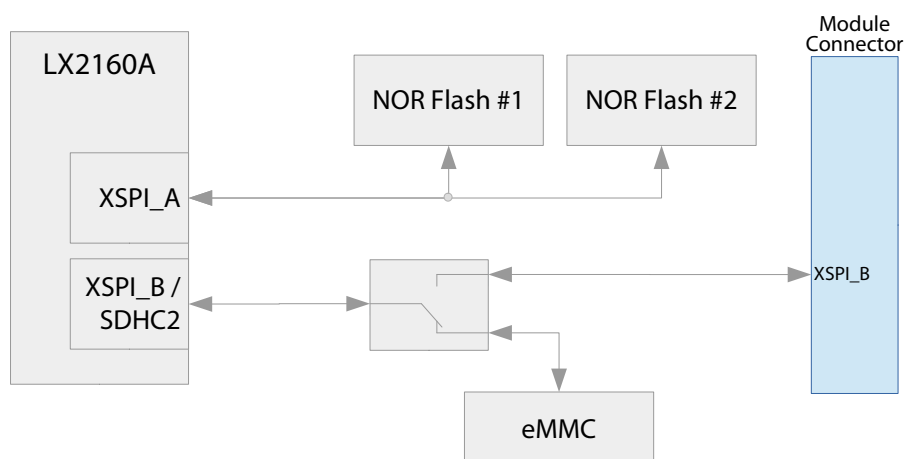 Module
Connector
LX2160A
NOR Flash #1
NOR Flash #2
XSPI_A
XSPI_B /
SDHC2
XSPI_B
eMMC